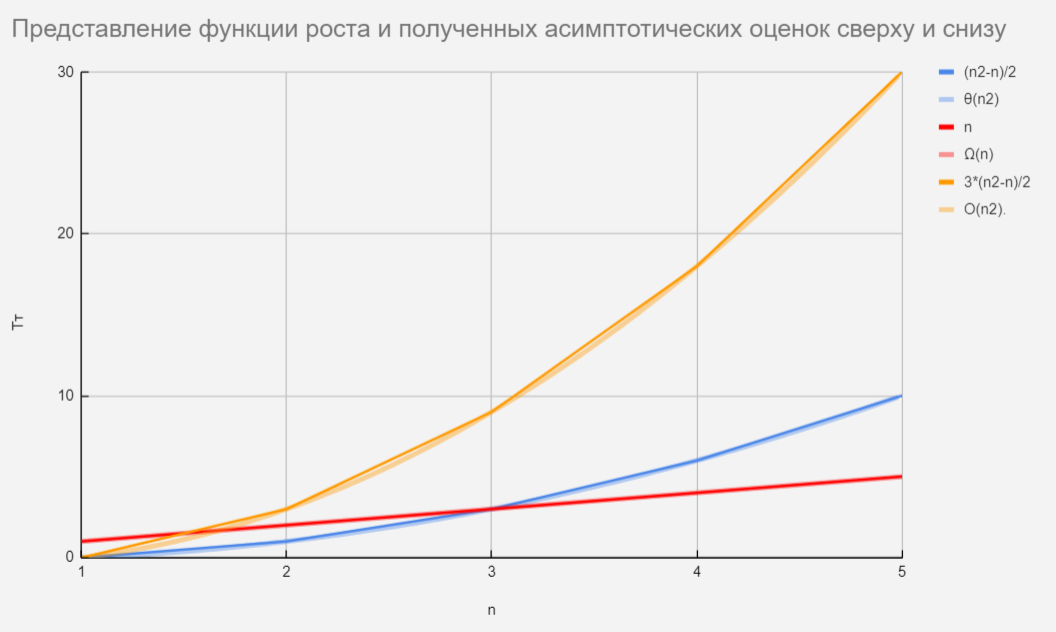 Представление функции роста и полученных асимптотических оценок сверху и снизу
30
20
10
0
Тт
1 2 3 4 5
n
(n2-n)/2
θ(n2)
n
Ω(n)
3*(n2-n)/2
O(n2).